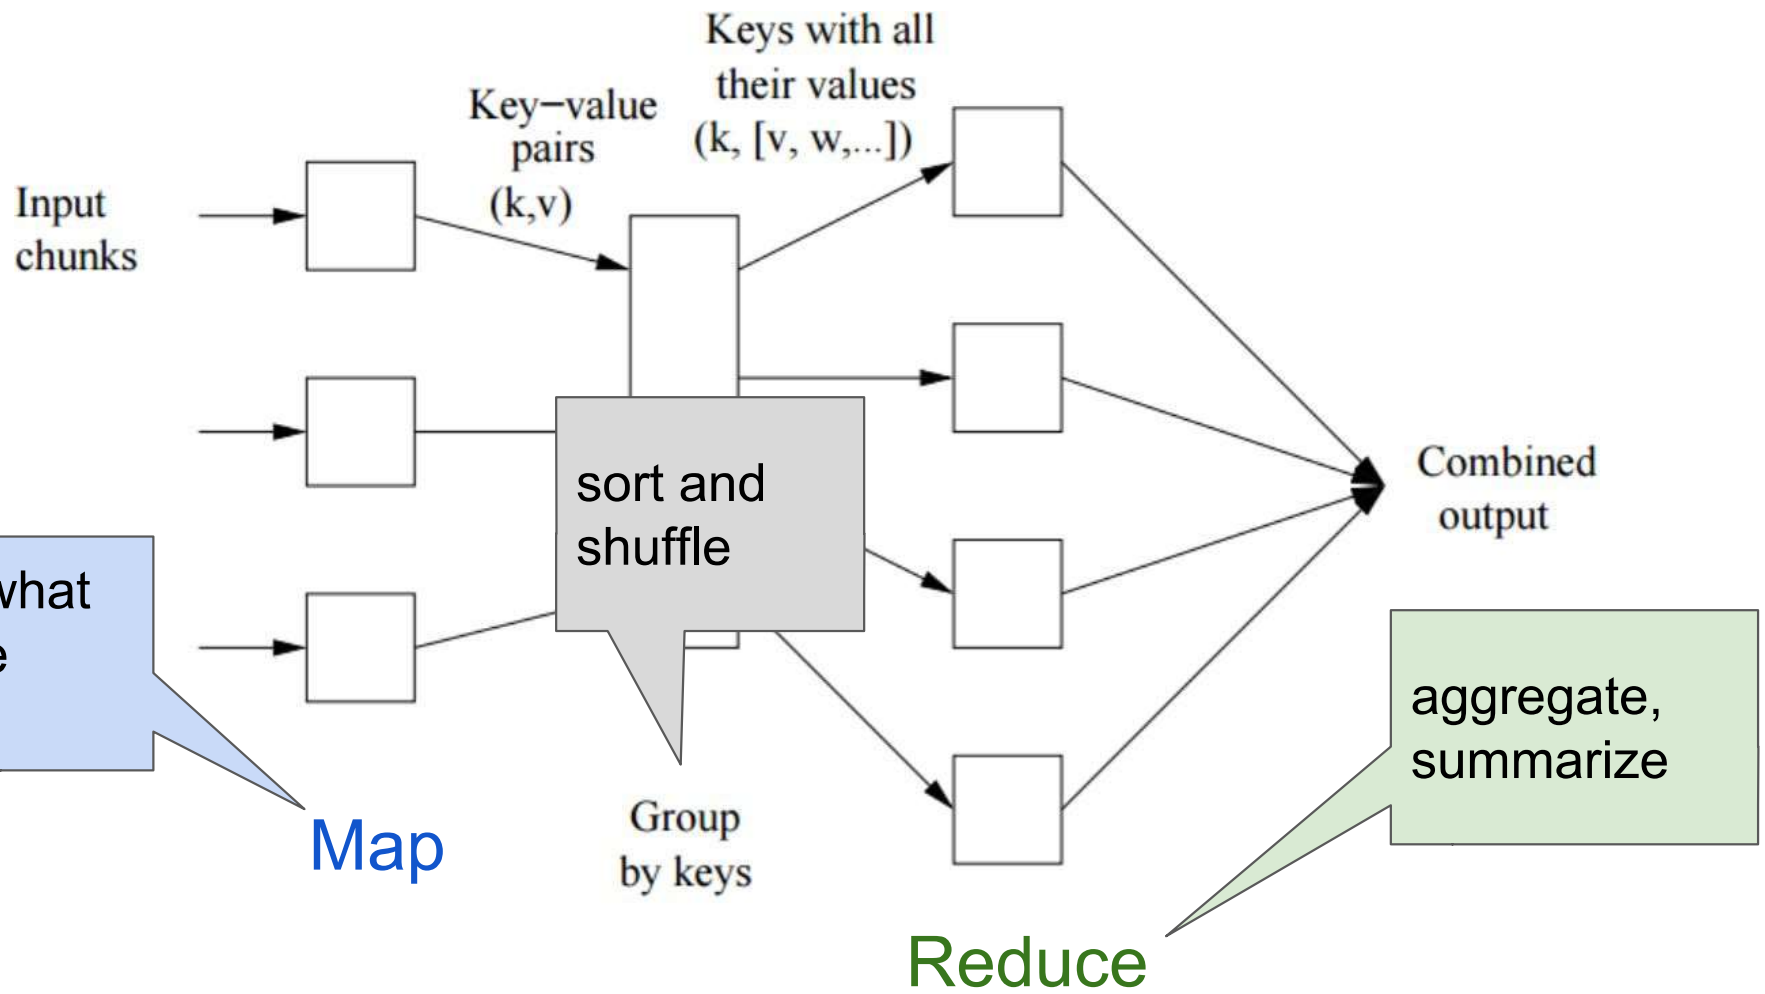 Keys with all
their values
(k, [v, w,...])
Key−value
pairs
(k,v)
Input
chunks
sort and
shuffle
Combined
output
what
aggregate,
summarize
Map
Group
by keys
Reduce